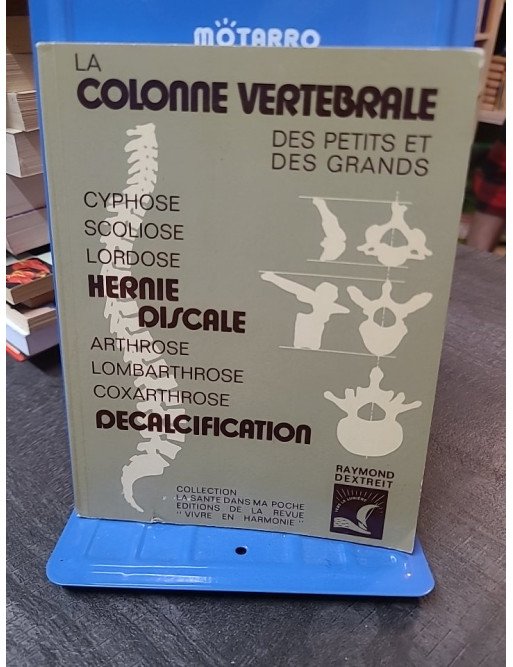 MOTARRO
LA
COLONNE VERTEBRALE
DES PETITS ET
DES GRANDS
CYPHOSE
SCOLIOSE
LORDOSE
HERNIE
DISCALE
ARTHROSE
LOMBARTHROSE
COXARTHROSE
DECALCIFICATION
RAYMOND
DEXTREIT
COLLECTION
LA SANTE DANS MA POCHE
EDITIONS DE LA REVUE
"VIVRE EN HARMONIE"